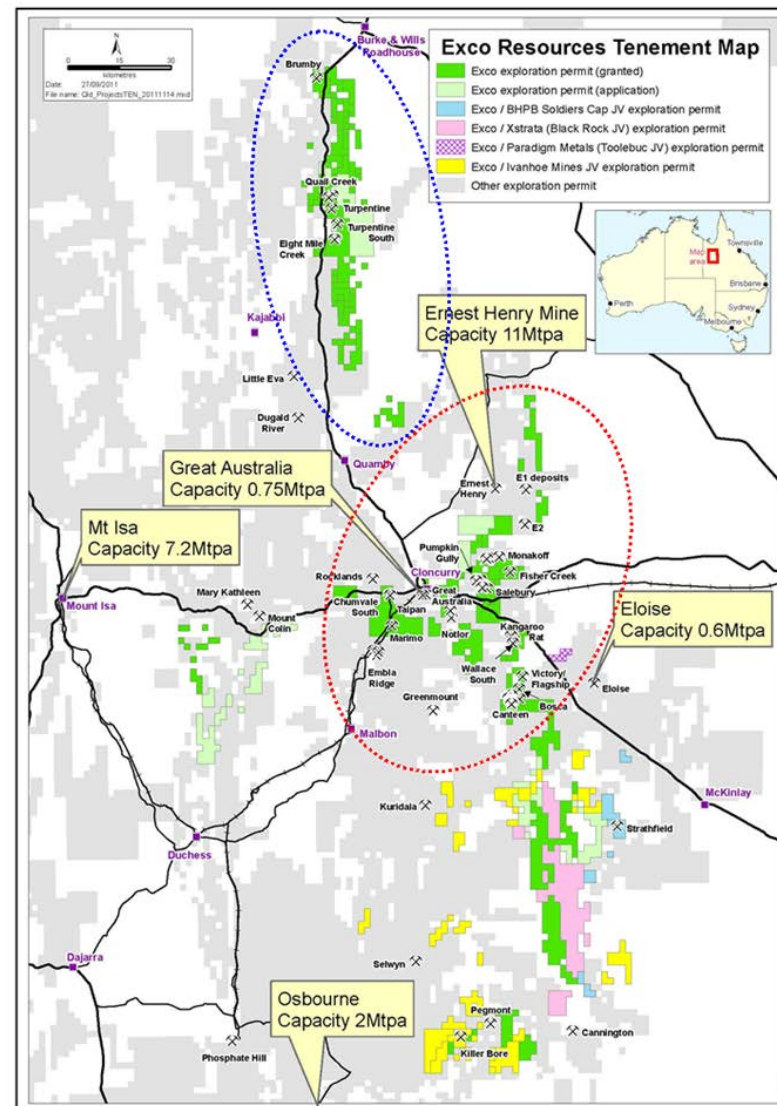 N
0
15
30
kilometres
Date: 27/09/2011
File name: Qld_ProjectsTEN_20111114.mxd
Exco Resources Tenement Map
Exco exploration permit (granted)
Exco exploration permit (application)
Exco / BHPB Soldiers Cap JV exploration permit
Exco / Xstrata (Black Rock JV) exploration permit
Exco / Paradigm Metals (Toolebuc JV) exploration permit
Exco / Ivanhoe Mines JV exploration permit
Other exploration permit
Map
area
Townsville
Brisbane
Perth
Sydney
Melbourne
Burke & Wills
Roadhouse
Brumby
Quail Creek
Turpentine
Turpentine
South
Eight Mile
Creek
Kajabbi
Little Eva
Dugald
River
Quamby
Ernest Henry Mine
Capacity 11Mtpa
Great Australia
Capacity 0.75Mtpa
Mt Isa
Capacity 7.2Mtpa
Ernest
Henry
E1 deposits
E2
Pumpkin
Gully
Monakoff
Fisher Creek
Cloncurry
Salebury
Rocklands
Great
Australia
Mary Kathleen
Mount Isa
Mount
Colin
Chumvale
South
Taipan
Marimo
Notlor
Kangaroo
Rat
Eloise
Capacity 0.6Mtpa
Embla
Ridge
Wallace
South
Victory/
Flagship
Eloise
Greenmount
Canteen
Bosca
Malbon
Kuridala
McKinlay
Strathfield
Duchess
Selwyn
Dajarra
Osbourne
Capacity 2Mtpa
Pegmont
Killer Bore
Cannington
Phosphate Hill